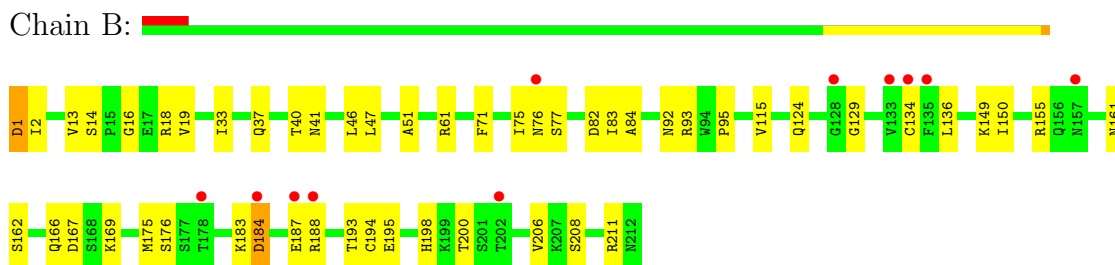 Chain B:
D1 I2 V13 S14 P15 G16 E17 R18 V19 I33 Q37 T40 N41 L46 L47 A51 R61 F71 I75 N76 S77 D82 I83 A84 N92 R93 W94 P95 V115 Q124 G128 G129 V133 C134 F135 L136 K149 I150 R155 Q156 N157 N161
S162 Q166 D167 S168 K169 M175 S176 S177 T178 K183 D184 E187 R188 T193 C194 E195 H198 K199 T200 S201 T202 V206 K207 S208 R211 N212